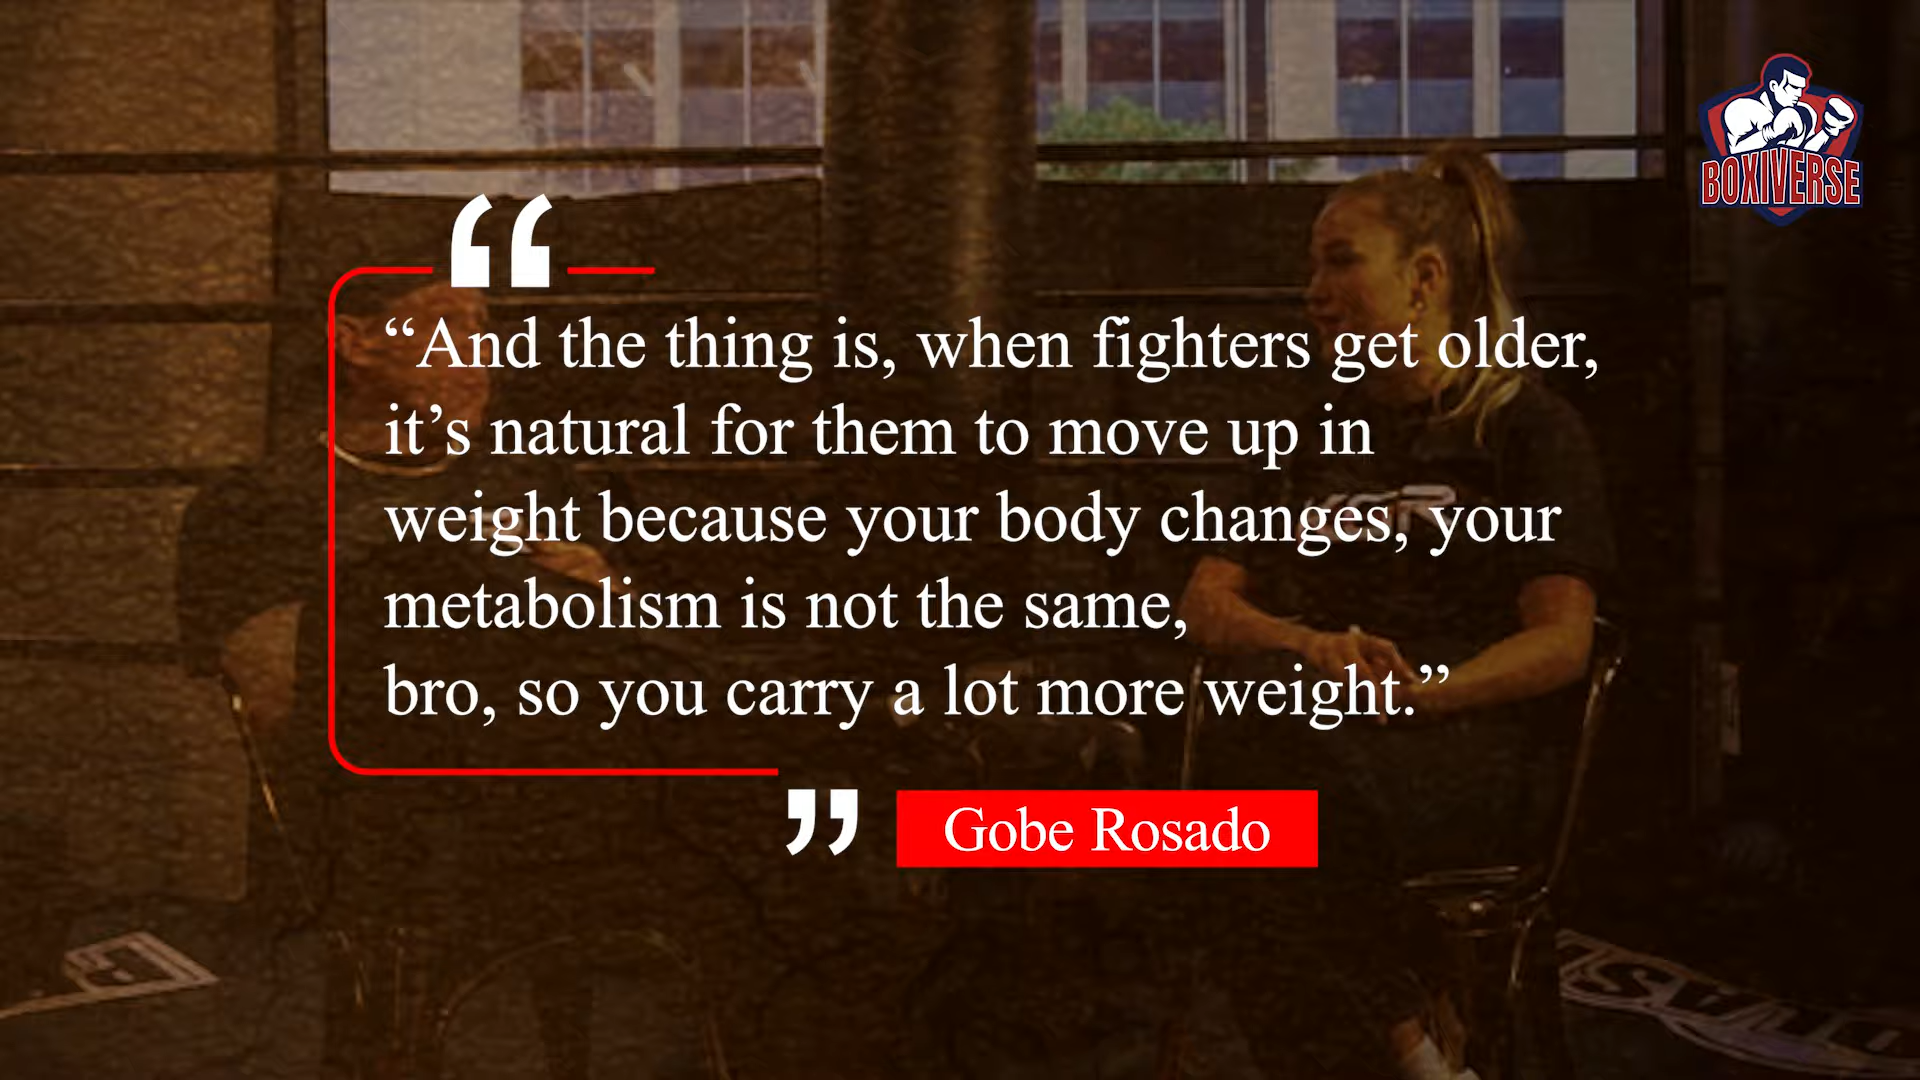 BOXIVERSE
“
“And the thing is, when fighters get older,
it’s natural for them to move up in
weight because your body changes, your
metabolism is not the same,
bro, so you carry a lot more weight.”
”
Gobe Rosado